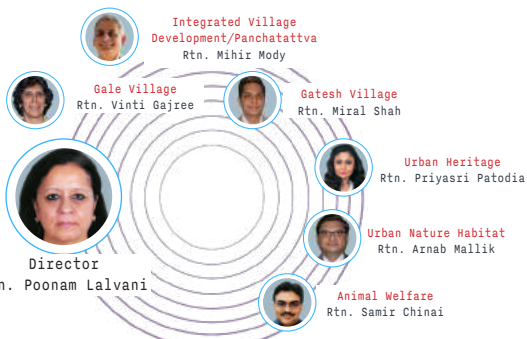 Integrated Village
Development/Panchatattva
Rtn. Mihir Mody
Gale Village
Rtn. Vinti Gajree
Gatesh Village
Rtn. Miral Shah
Urban Heritage
Rtn. Priyasri Patodia
Urban Nature Habitat
Rtn. Arnab Mallik
Director
n. Poonam Lalvani
Animal Welfare
Rtn. Samir Chinai